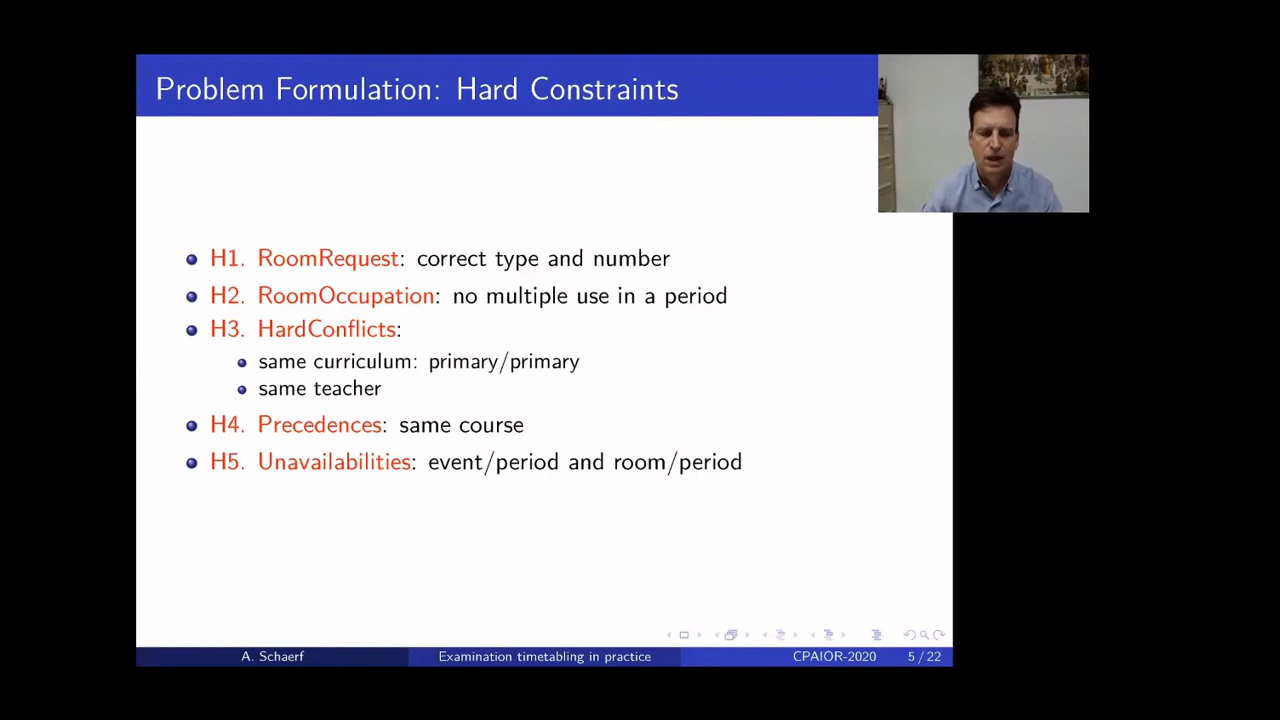 Problem Formulation: Hard Constraints
H1. RoomRequest: correct type and number
H2. RoomOccupation: no multiple use in a period
H3. HardConflicts:
same curriculum: primary/primary
same teacher
H4. Precedences: same course
H5. Unavailabilities: event/period and room/period
A. Schaerf
Examination timetabling in practice
CPAIOR-2020
5 / 22